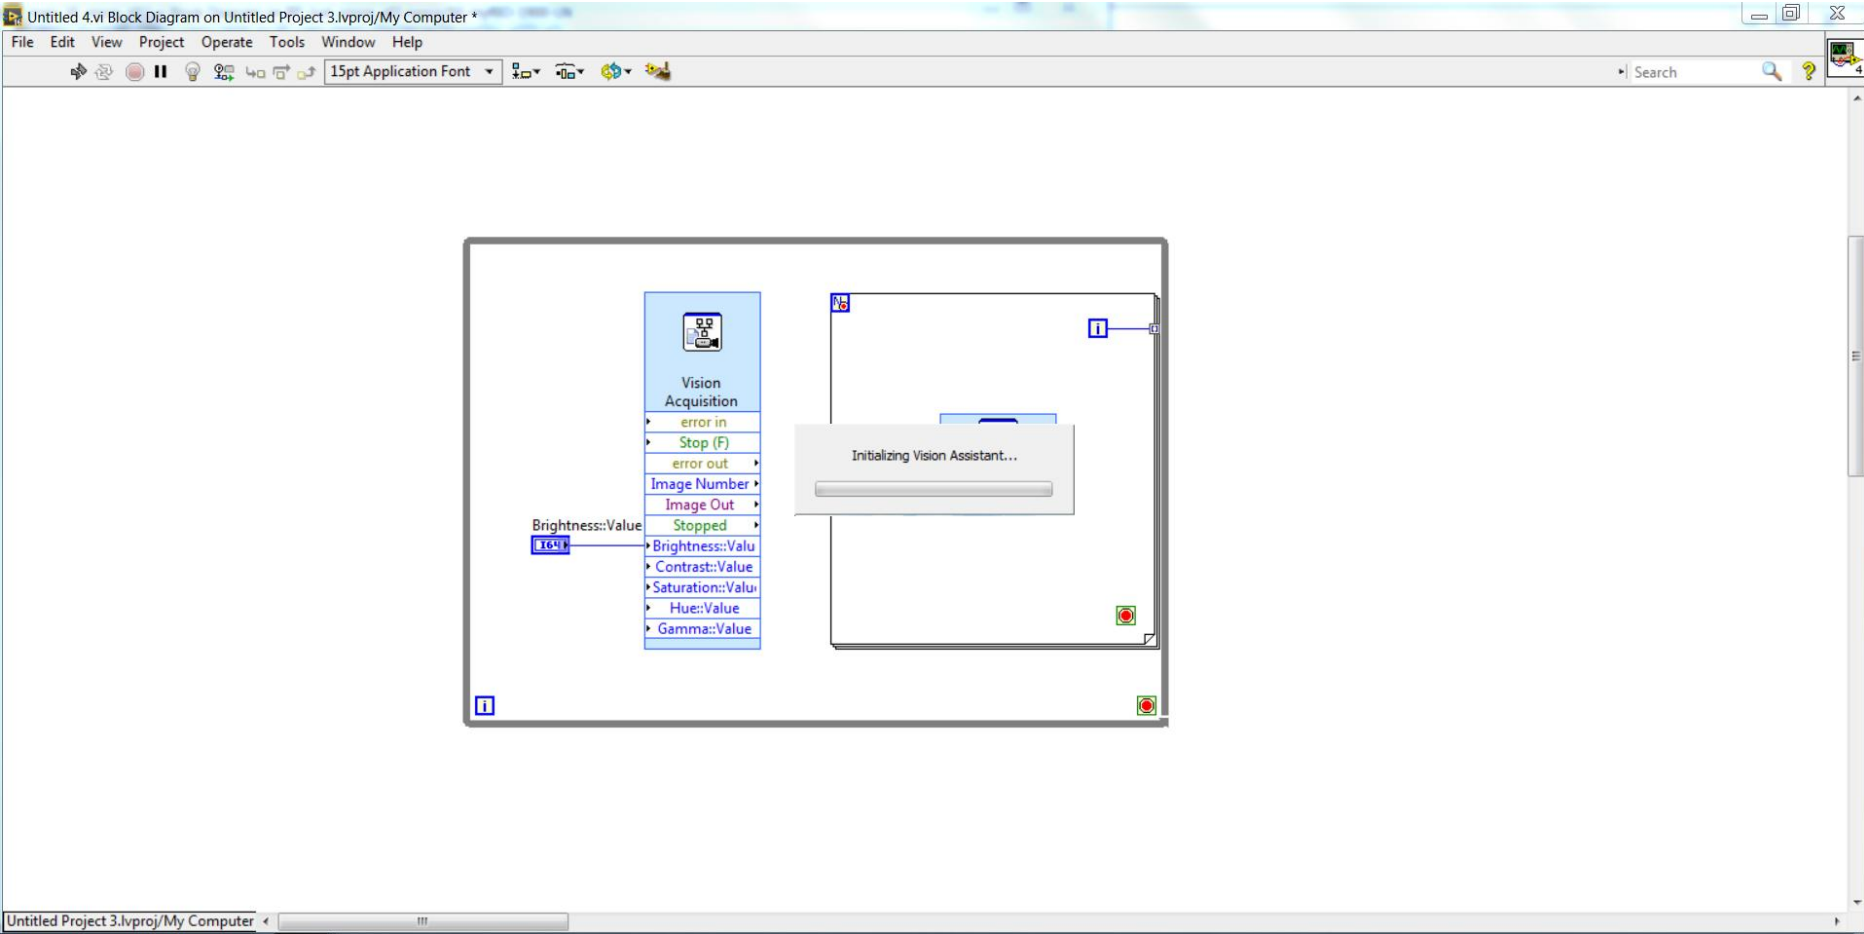 Untitled 4.vi Block Diagram on Untitled Project 3.lvproj/My Computer *
File Edit View Project Operate Tools Window Help
15pt Application Font
Search
4
N
i
Vision
Acquisition
error in
Stop (F)
error out
Image Number
Image Out
Brightness::Value
Stopped
I64
Brightness::Valu
Contrast::Value
Saturation::Valu
Hue::Value
Gamma::Value
Initializing Vision Assistant...
i
Untitled Project 3.lvproj/My Computer